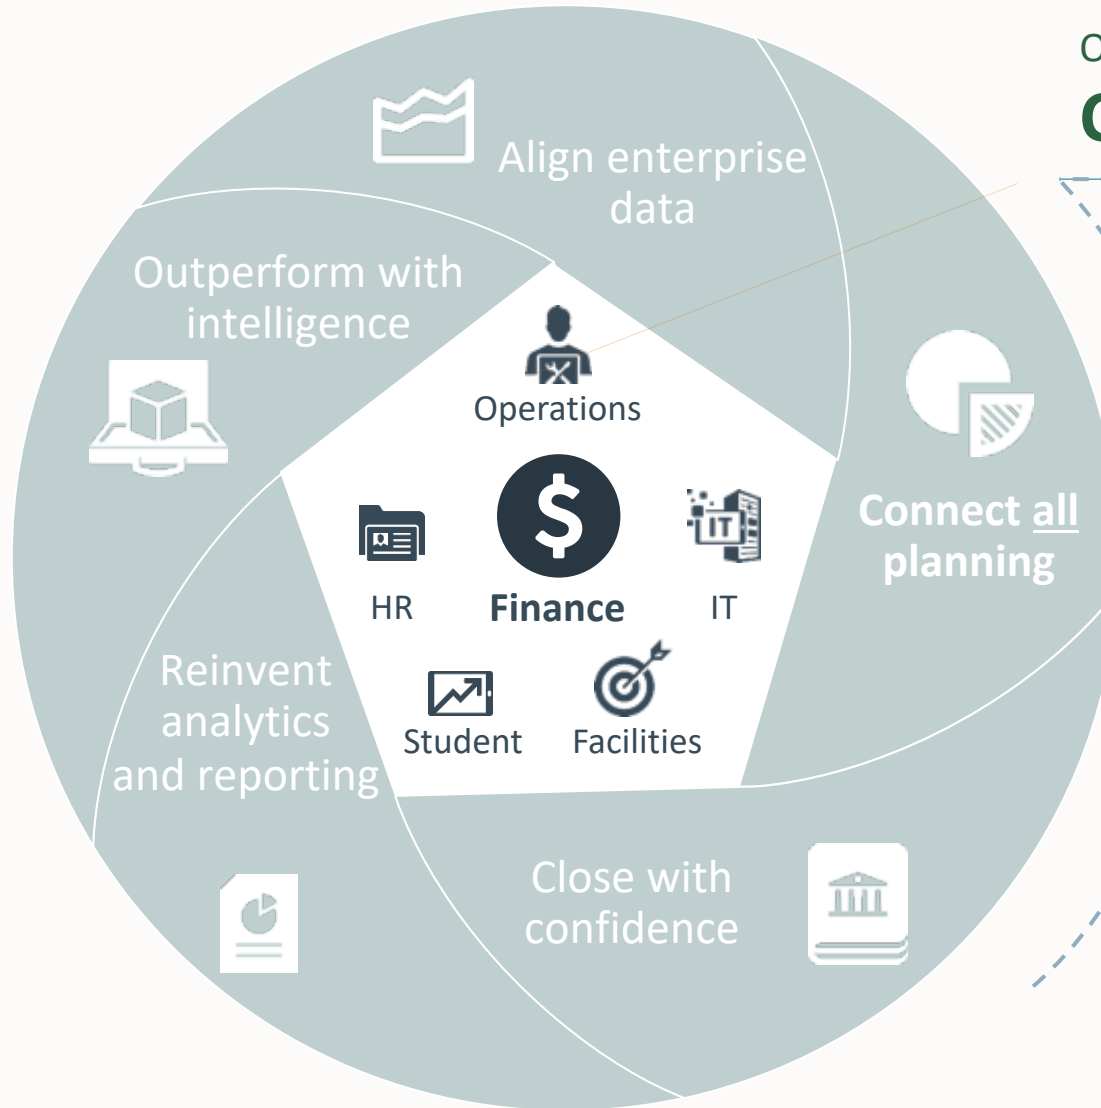 Align enterprise
data
Outperform with
intelligence
Operations
Connect all
planning
IT
HR
Finance
IT
Reinvent
analytics
and reporting
Student
Facilities
Close with
confidence